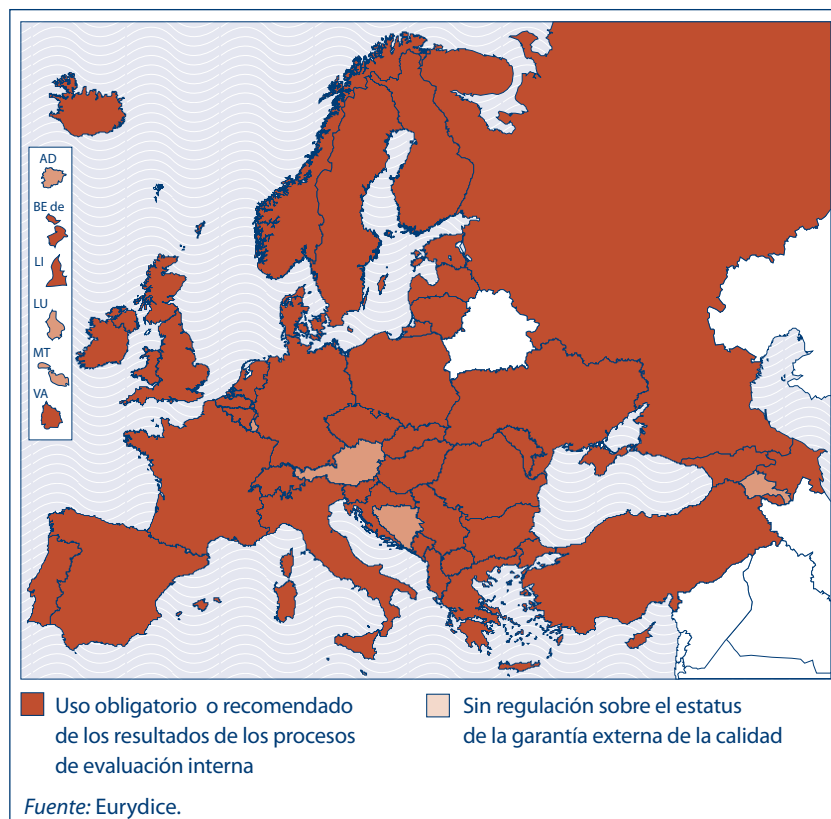 AD
BE de
LI
LU
MT
VA
Uso obligatorio o recomendado
de los resultados de los procesos
de evaluación interna
Sin regulación sobre el estatus
de la garantía externa de la calidad
Fuente: Eurydice.